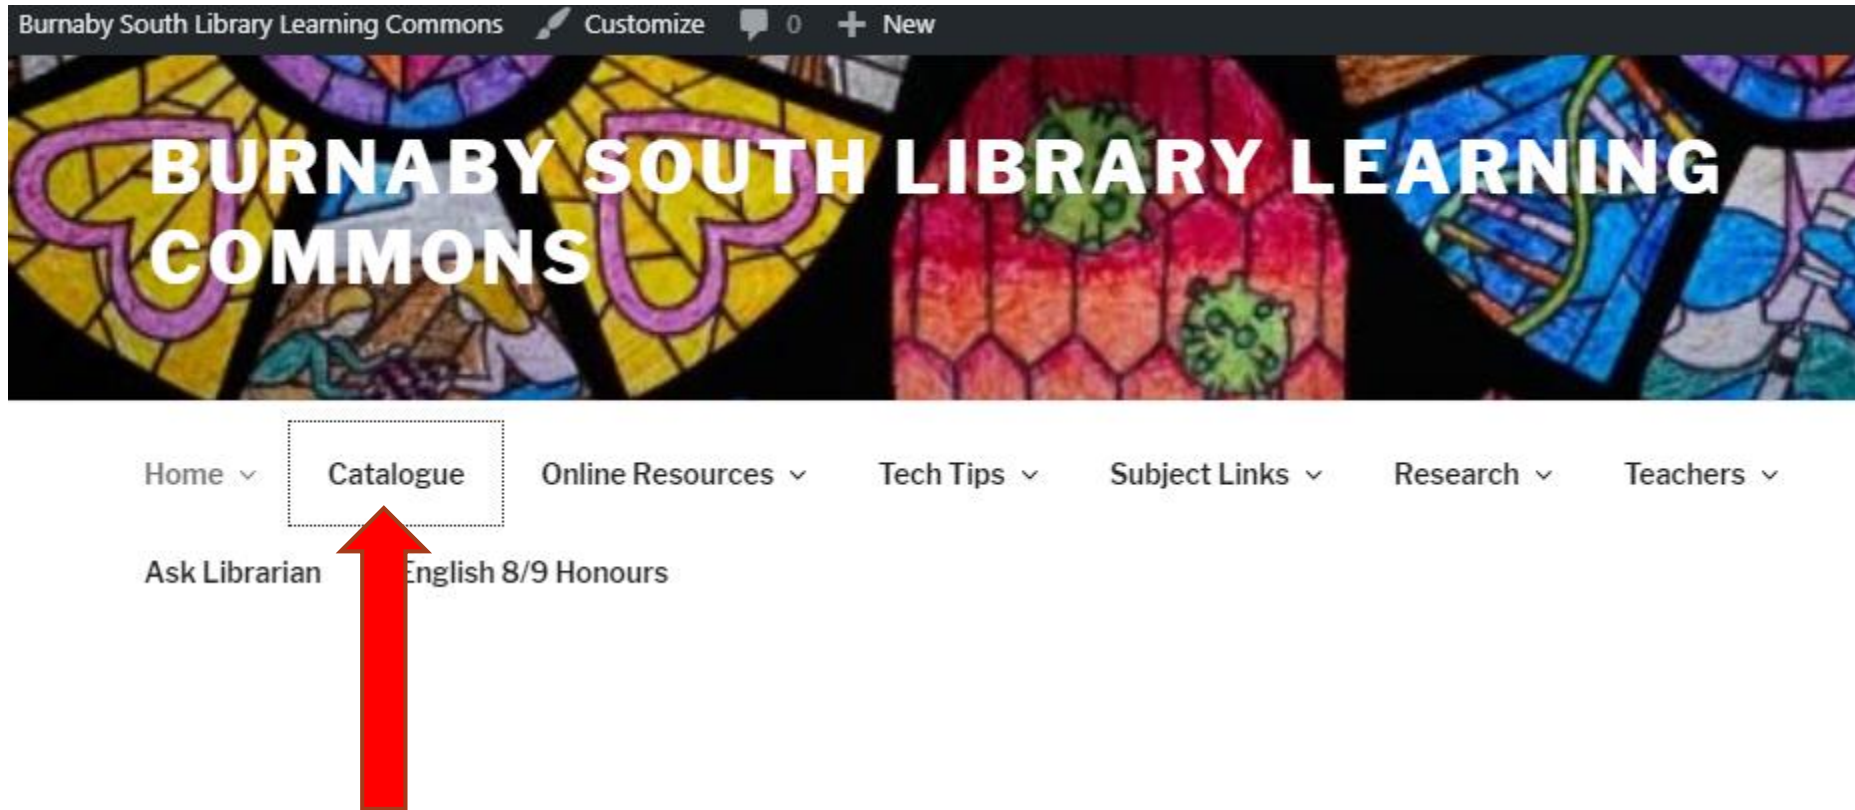 Burnaby South Library Learning Commons Customize 0 New
BURNABY SOUTH LIBRARY LEARNING
COMMONS
Home Catalogue Online Resources Tech Tips Subject Links Research Teachers
Ask Librarian English 8/9 Honours